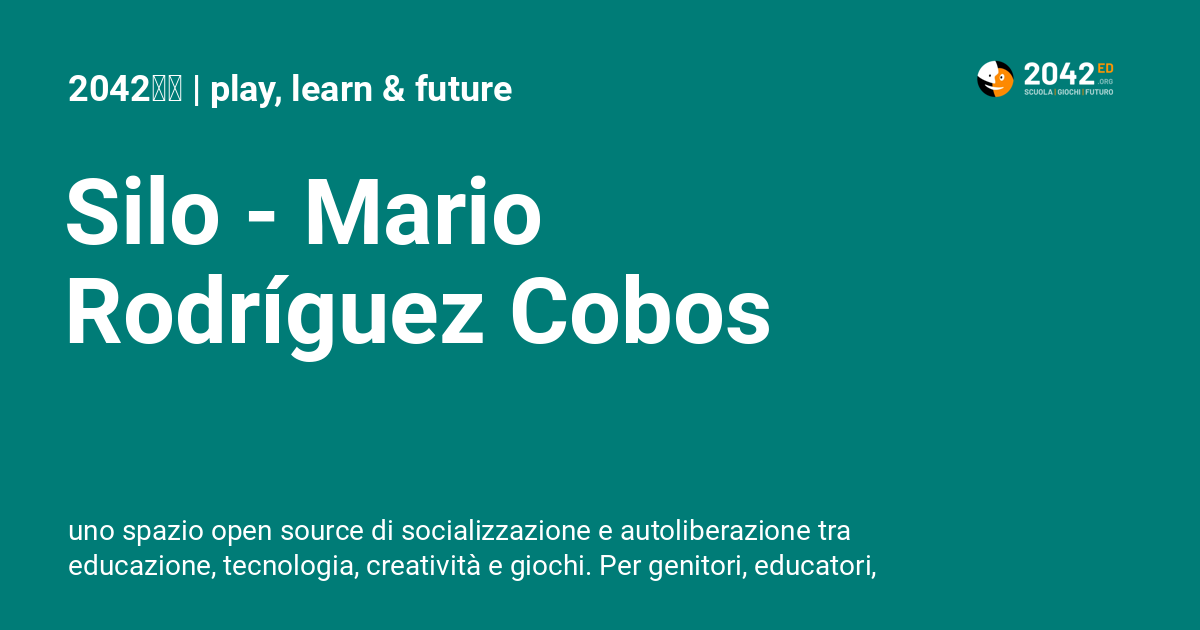 2042 | play, learn & future
2042 ED
.ORG
SCUOLA | GIOCHI | FUTURO
Silo - Mario
Rodríguez Cobos
uno spazio open source di socializzazione e autoliberazione tra
educazione, tecnologia, creatività e giochi. Per genitori, educatori,